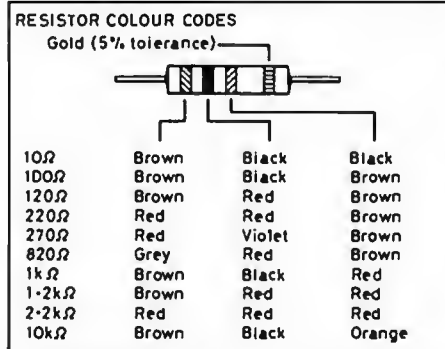 RESISTOR COLOUR CODES
Gold (5% tolerance)
10Ω Brown Black Black
100Ω Brown Black Brown
120Ω Brown Red Brown
220Ω Red Red Brown
270Ω Red Violet Brown
820Ω Grey Red Brown
1kΩ Brown Black Red
1·2kΩ Brown Red Red
2·2kΩ Red Red Red
10kΩ Brown Black Orange